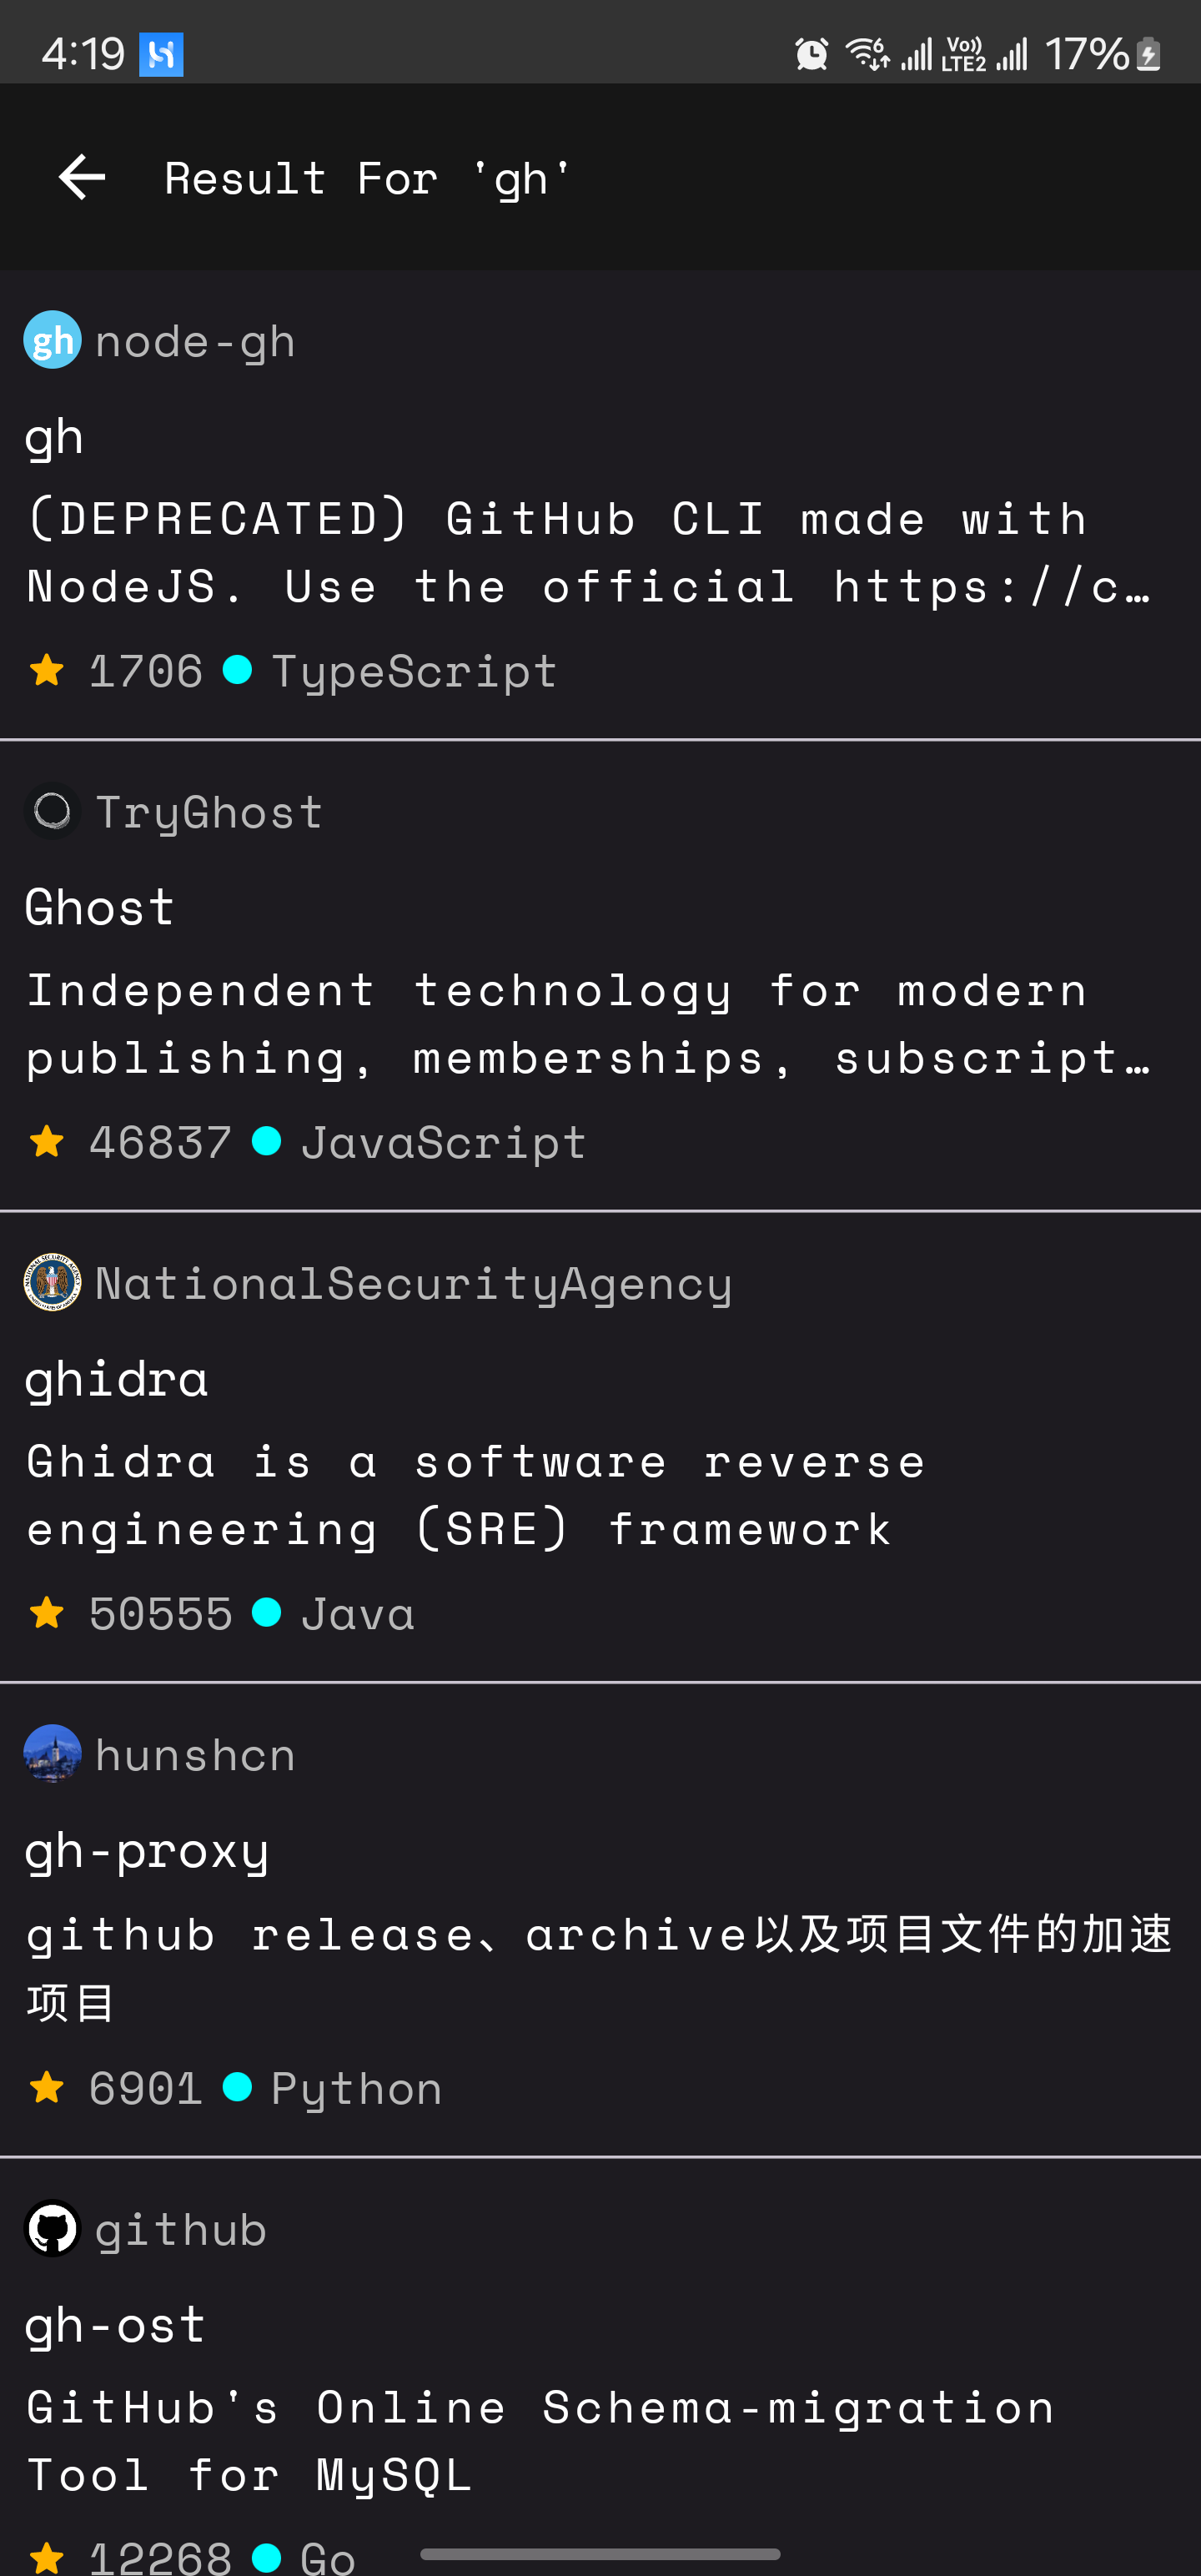 4:19
Vo))
LTE2
6
17%
Result For 'gh'
gh
node-gh
gh
(DEPRECATED) GitHub CLI made with
NodeJS. Use the official https://c…
1706 TypeScript
TryGhost
Ghost
Independent technology for modern
publishing, memberships, subscript…
46837 JavaScript
NationalSecurityAgency
ghidra
Ghidra is a software reverse
engineering (SRE) framework
50555 Java
hunshcn
gh-proxy
github release、archive以及项目文件的加速
项目
6901 Python
github
gh-ost
GitHub's Online Schema-migration
Tool for MySQL
12268 Go